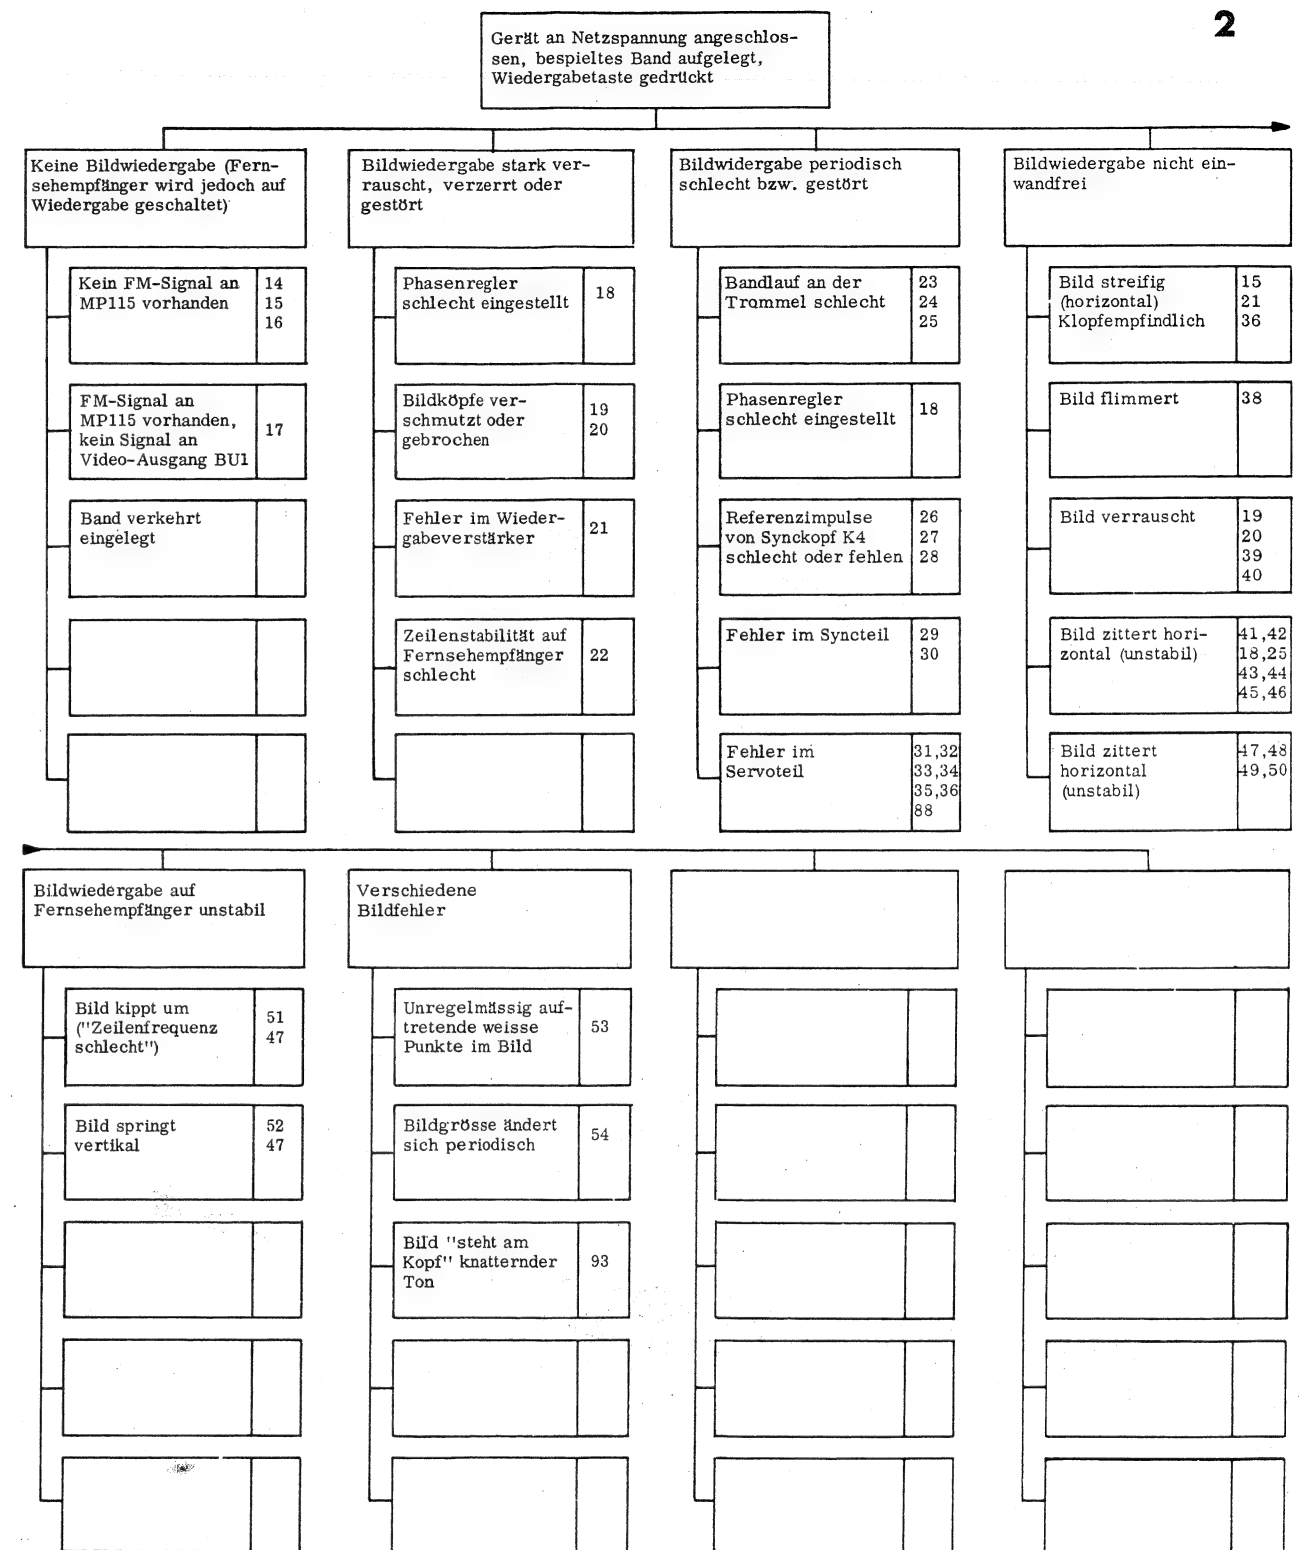 2
Gerät an Netzspannung angeschlos-
sen, bespieltes Band aufgelegt,
Wiedergabetaste gedrückt
Keine Bildwiedergabe (Fern-
sehempfänger wird jedoch auf
Wiedergabe geschaltet)
Kein FM-Signal an
MP115 vorhanden
14
15
16
FM-Signal an
MP115 vorhanden,
kein Signal an
Video-Ausgang BU1
17
Band verkehrt
eingelegt
Bildwiedergabe stark ver-
rauscht, verzerrt oder
gestört
Phasenregler
schlecht eingestellt
18
Bildköpfe ver-
schmutzt oder
gebrochen
19
20
Fehler im Wieder-
gabeverstärker
21
Zeilenstabilität auf
Fernsehempfänger
schlecht
22
Bildwidergabe periodisch
schlecht bzw. gestört
Bandlauf an der
Trommel schlecht
23
24
25
Phasenregler
schlecht eingestellt
18
Referenzimpulse
von Synckopf K4
schlecht oder fehlen
26
27
28
Fehler im Syncteil
29
30
Fehler im
Servoteil
31,32
33,34
35,36
88
Bildwiedergabe nicht ein-
wandfrei
Bild streifig
(horizontal)
Klopfempfindlich
15
21
36
Bild flimmert
38
Bild verrauscht
19
20
39
40
Bild zittert hori-
zontal (unstabil)
41,42
18,25
43,44
45,46
Bild zittert
horizontal
(unstabil)
47,48
49,50
Bildwiedergabe auf
Fernsehempfänger unstabil
Bild kippt um
("Zeilenfrequenz
schlecht")
51
47
Bild springt
vertikal
52
47
Verschiedene
Bildfehler
Unregelmässig auf-
tretende weisse
Punkte im Bild
53
Bildgrösse ändert
sich periodisch
54
Bild "steht am
Kopf" knatternder
Ton
93